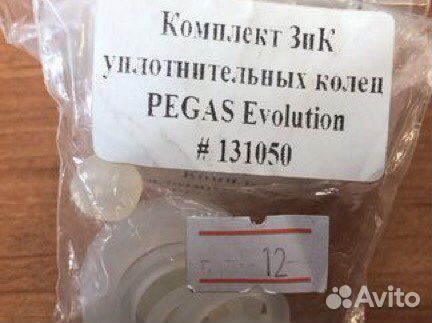 Комплект ЗиК
уплотнительных колец
PEGAS Evolution
# 131050
12-
Avito